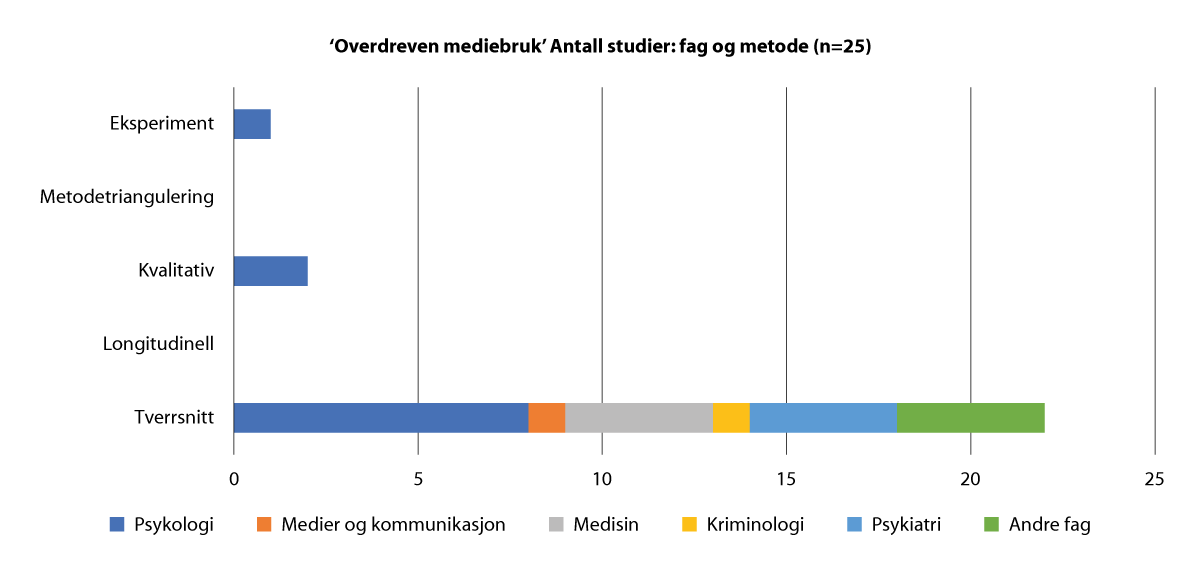 ‘Overdreven mediebruk’ Antall studier: fag og metode (n=25)
Eksperiment
Metodetriangulering
Kvalitativ
Longitudinell
Tverrsnitt
0 5 10 15 20 25
Psykologi Medier og kommunikasjon Medisin Kriminologi Psykiatri Andre fag